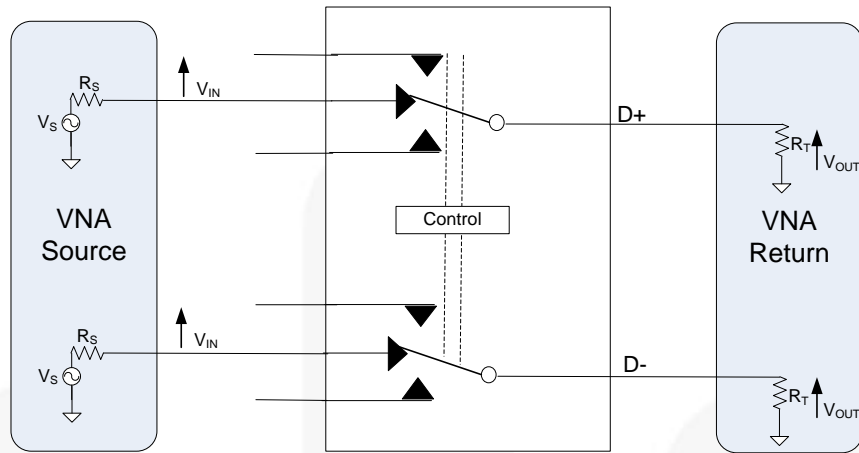 RS
VIN
VS
D+
RT
VOUT
VNA
Source
Control
VNA
Return
RS
VIN
VS
D-
RT
VOUT